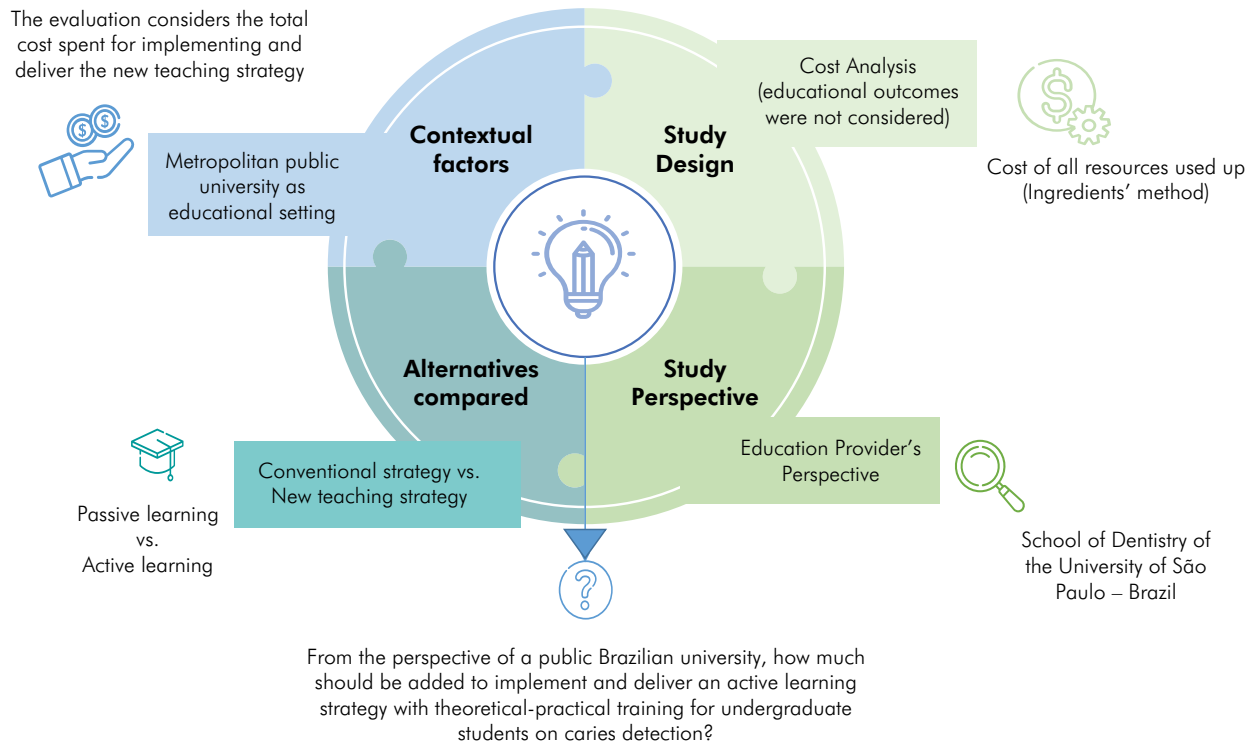 The evaluation considers the total
cost spent for implementing and
deliver the new teaching strategy
$ $
Metropolitan public
university as
educational setting
Contextual
factors
Study
Design
Cost Analysis
(educational outcomes
were not considered)
$
Cost of all resources used up
(Ingredients’ method)
Alternatives
compared
Study
Perspective
Conventional strategy vs.
New teaching strategy
Passive learning
vs.
Active learning
Education Provider’s
Perspective
School of Dentistry of
the University of São
Paulo – Brazil
?
From the perspective of a public Brazilian university, how much
should be added to implement and deliver an active learning
strategy with theoretical-practical training for undergraduate
students on caries detection?